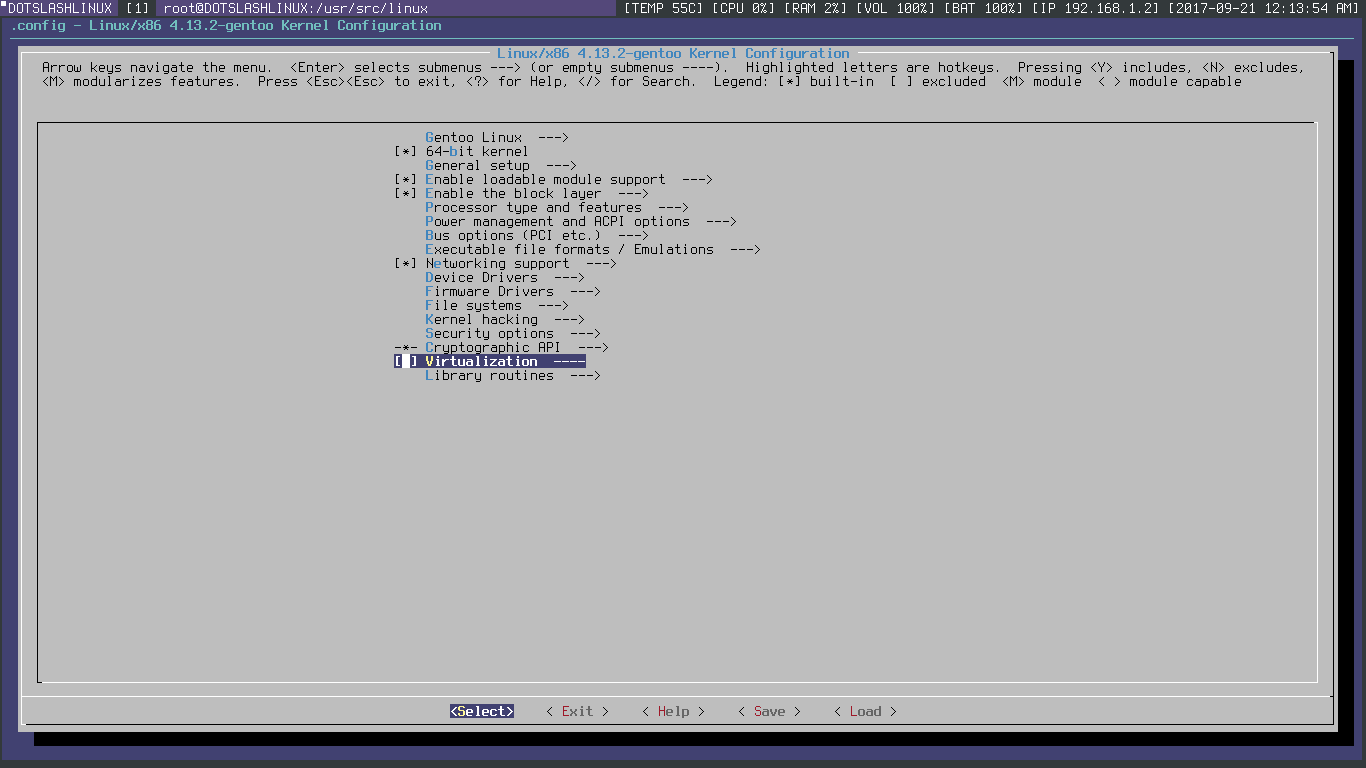 DOTSLASHLINUX [1] root@DOTSLASHLINUX:/usr/src/linux [TEMP 55C] [CPU 0%] [RAM 2%] [VOL 100%] [BAT 100%] [IP 192.168.1.2] [2017-09-21 12:13:54 AM]
.config - Linux/x86 4.13.2-gentoo Kernel Configuration
Linux/x86 4.13.2-gentoo Kernel Configuration
Arrow keys navigate the menu.  <Enter> selects submenus ---> (or empty submenus ----).  Highlighted letters are hotkeys.  Pressing <Y> includes, <N> excludes,
<M> modularizes features.  Press <Esc><Esc> to exit, <?> for Help, </> for Search.  Legend: [*] built-in  [ ] excluded  <M> module  < > module capable
Gentoo Linux  --->
[*] 64-bit kernel
General setup  --->
[*] Enable loadable module support  --->
[*] Enable the block layer  --->
Processor type and features  --->
Power management and ACPI options  --->
Bus options (PCI etc.)  --->
Executable file formats / Emulations  --->
[*] Networking support  --->
Device Drivers  --->
Firmware Drivers  --->
File systems  --->
Kernel hacking  --->
Security options  --->
-*- Cryptographic API  --->
[ ] Virtualization  ----
Library routines  --->
<Select>    < Exit >    < Help >    < Save >    < Load >